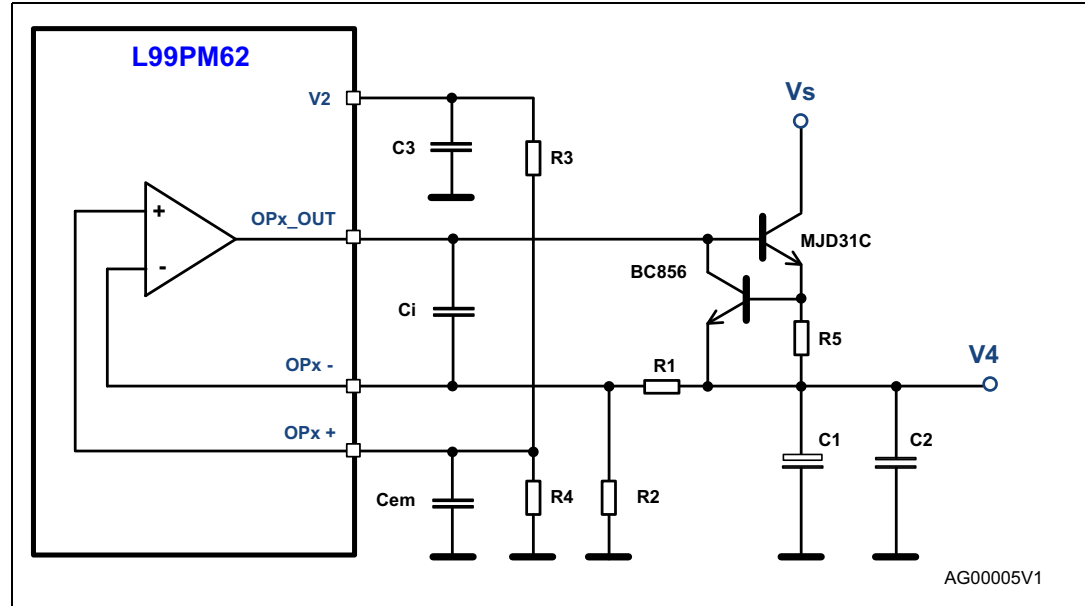 L99PM62
V2
Vs
C3
R3
+
OPx_OUT
MJD31C
-
BC856
Ci
R5
V4
OPx -
R1
OPx +
C1
C2
Cem
R4
R2
AG00005V1